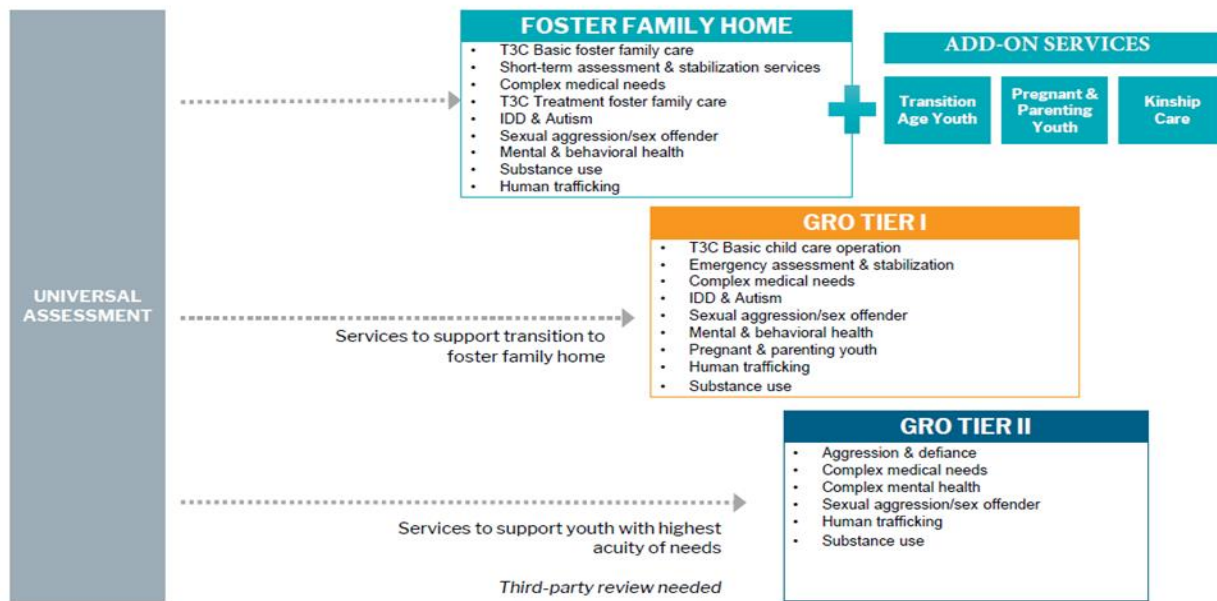 UNIVERSAL
ASSESSMENT
FOSTER FAMILY HOME
• T3C Basic foster family care
• Short-term assessment & stabilization services
• Complex medical needs
• T3C Treatment foster family care
• IDD & Autism
• Sexual aggression/sex offender
• Mental & behavioral health
• Substance use
• Human trafficking
ADD-ON SERVICES
Transition
Age Youth
Pregnant &
Parenting
Youth
Kinship
Care
Services to support transition to
foster family home
GRO TIER I
• T3C Basic child care operation
• Emergency assessment & stabilization
• Complex medical needs
• IDD & Autism
• Sexual aggression/sex offender
• Mental & behavioral health
• Pregnant & parenting youth
• Human trafficking
• Substance use
Services to support youth with highest
acuity of needs
Third-party review needed
GRO TIER II
• Aggression & defiance
• Complex medical needs
• Complex mental health
• Sexual aggression/sex offender
• Human trafficking
• Substance use